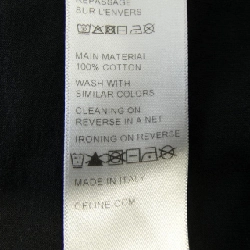 REPASSAGE
SUR L'ENVERS
MAIN MATERIAL
100% COTTON
WASH WITH
SIMILAR COLORS
CLEANING ON
REVERSE IN A NET
IRONING ON REVERSE
MADE IN ITALY
CELINE.COM